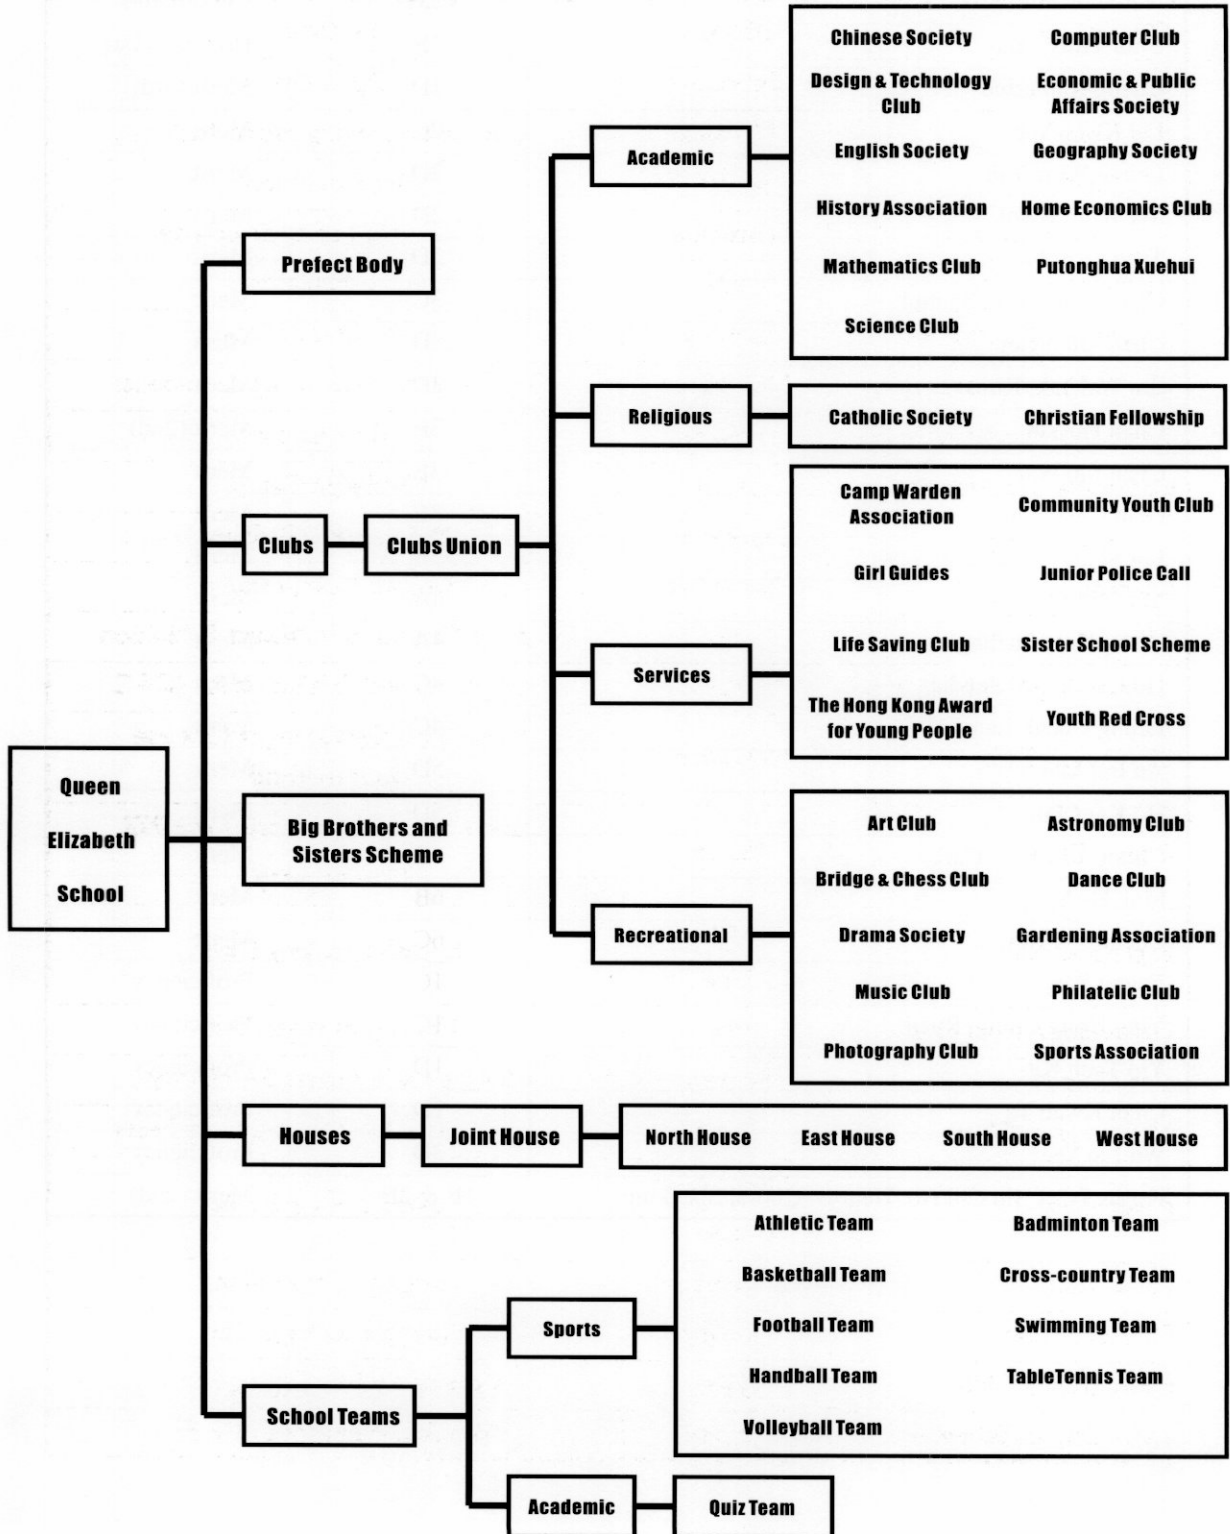 Chinese Society
Computer Club
Design & Technology
Club
Economic & Public
Affairs Society
Academic
English Society
Geography Society
History Association
Home Economics Club
Prefect Body
Mathematics Club
Putonghua Xuehui
Science Club
Religious
Catholic Society
Christian Fellowship
Camp Warden
Association
Community Youth Club
Clubs
Clubs Union
Girl Guides
Junior Police Call
Life Saving Club
Sister School Scheme
Services
The Hong Kong Award
for Young People
Youth Red Cross
Queen
Elizabeth
School
Big Brothers and
Sisters Scheme
Art Club
Astronomy Club
Bridge & Chess Club
Dance Club
Recreational
Drama Society
Gardening Association
Music Club
Philatelic Club
Photography Club
Sports Association
Houses
Joint House
North House
East House
South House
West House
Athletic Team
Badminton Team
Basketball Team
Cross-country Team
Sports
Football Team
Swimming Team
Handball Team
TableTennis Team
School Teams
Volleyball Team
Academic
Quiz Team